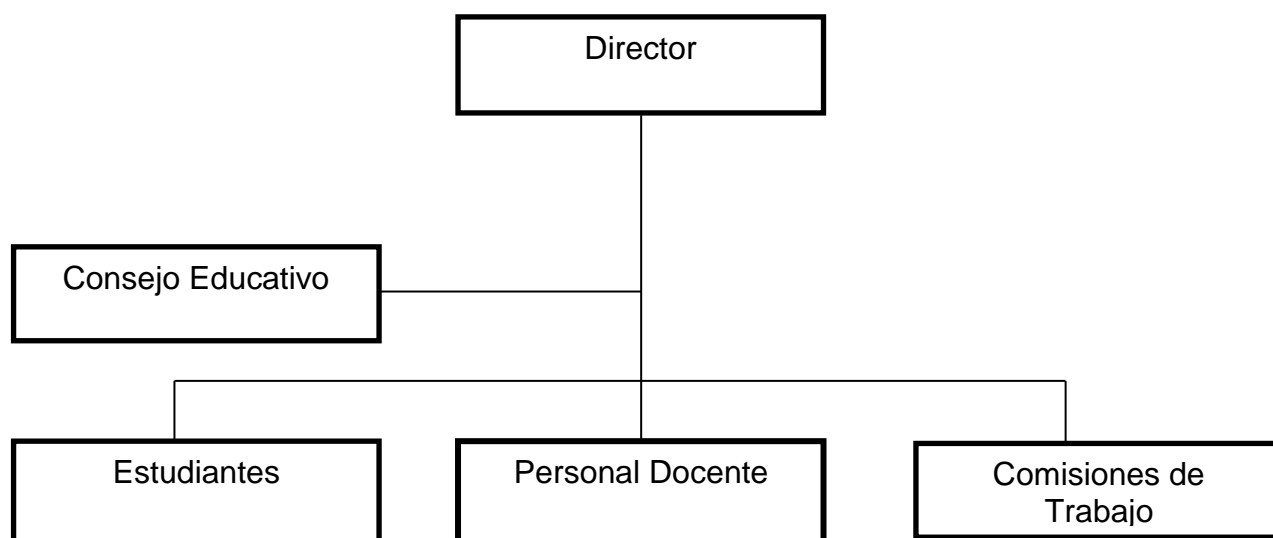 Director
Consejo Educativo
Estudiantes
Personal Docente
Comisiones de
Trabajo